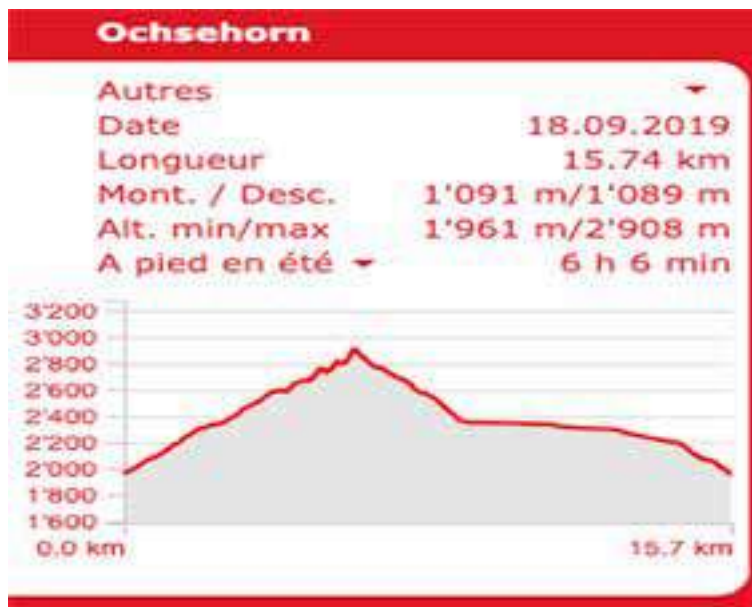 Ochsehorn
Autres
Date 18.09.2019
Longueur 15.74 km
Mont. / Desc. 1'091 m/1'089 m
Alt. min/max 1'961 m/2'908 m
A pied en été 6 h 6 min
3'200
3'000
2'800
2'600
2'400
2'200
2'000
1'800
1'600
0.0 km 15.7 km